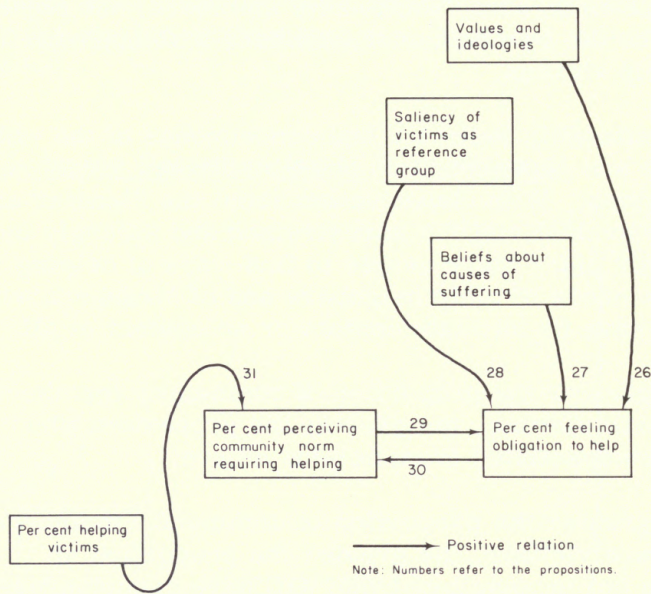 Values and
ideologies
Saliency of
victims as
reference
group
Beliefs about
causes of
suffering
31
28
27
26
Per cent perceiving
community norm
requiring helping
29
30
Per cent feeling
obligation to help
Per cent helping
victims
Positive relation
Note: Numbers refer to the propositions.